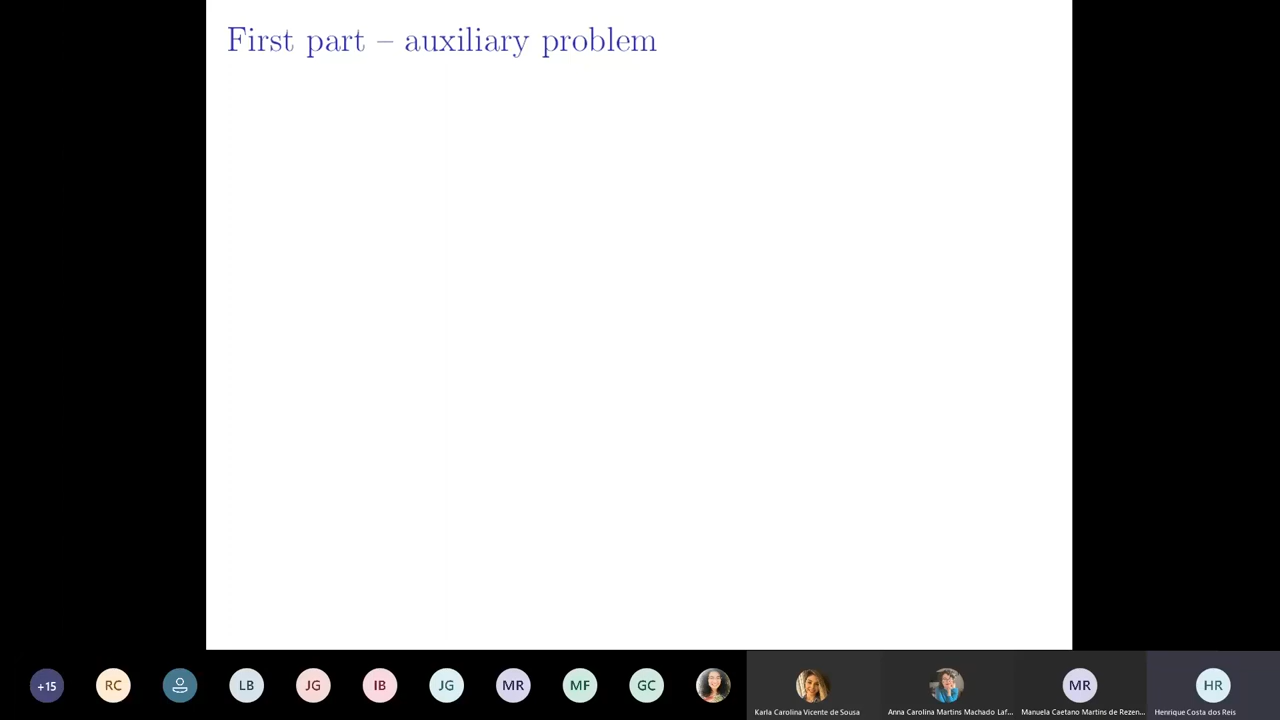 First part – auxiliary problem
+15
RC
LB
JG
IB
JG
MR
MF
GC
MR
HR
Karla Carolina Vicente de Sousa
Anna Carolina Martins Machado Laf...
Manuela Caetano Martins de Rezen...
Henrique Costa dos Reis